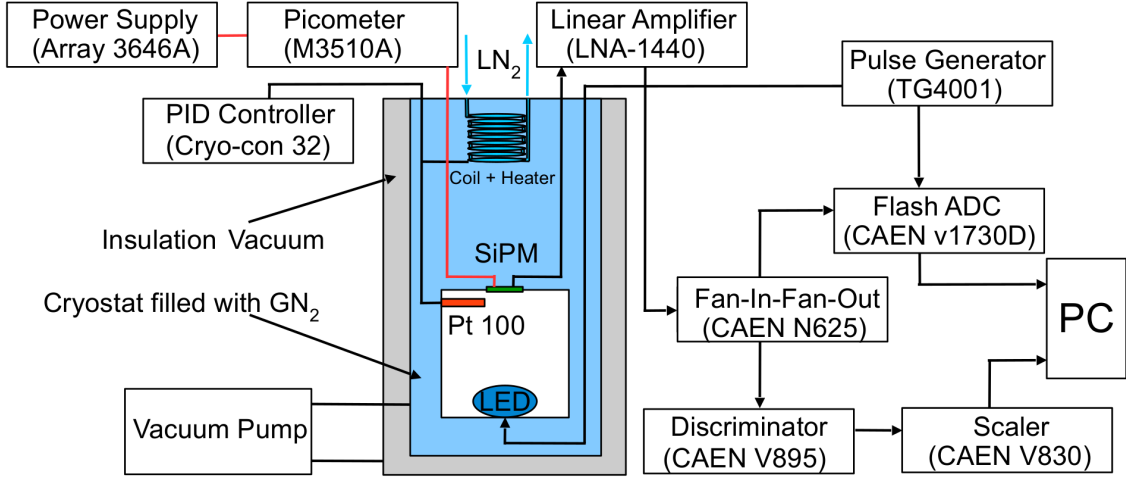 Power Supply
(Array 3646A)
Picometer
(M3510A)
LN2
Linear Amplifier
(LNA-1440)
Pulse Generator
(TG4001)
PID Controller
(Cryo-con 32)
Coil + Heater
Insulation Vacuum
SiPM
Flash ADC
(CAEN v1730D)
Cryostat filled with GN2
Pt 100
Fan-In-Fan-Out
(CAEN N625)
PC
LED
Vacuum Pump
Discriminator
(CAEN V895)
Scaler
(CAEN V830)